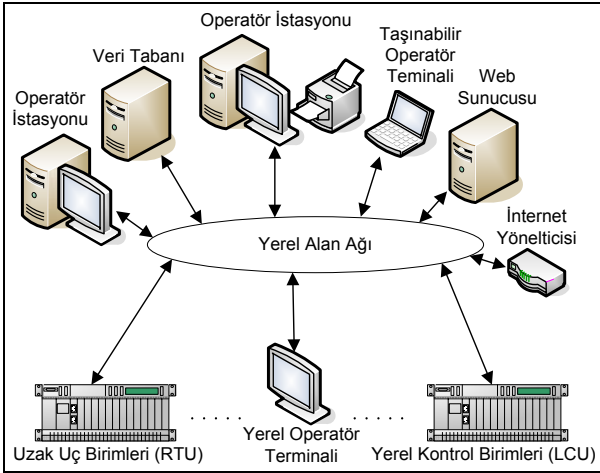 Operatör İstasyonu
Veri Tabanı
Taşınabilir
Operatör
Teminali
Operatör
İstasyonu
Web
Sunucusu
İnternet
Yönelticisi
Yerel Alan Ağı
Uzak Uç Birimleri (RTU)
Yerel Operatör
Terminali
Yerel Kontrol Birimleri (LCU)